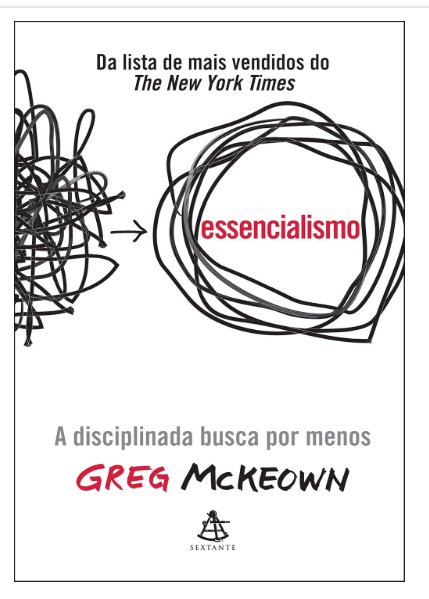 Da lista de mais vendidos do
The New York Times
essencialismo
A disciplinada busca por menos
GREG McKEOWN
SEXTANTE